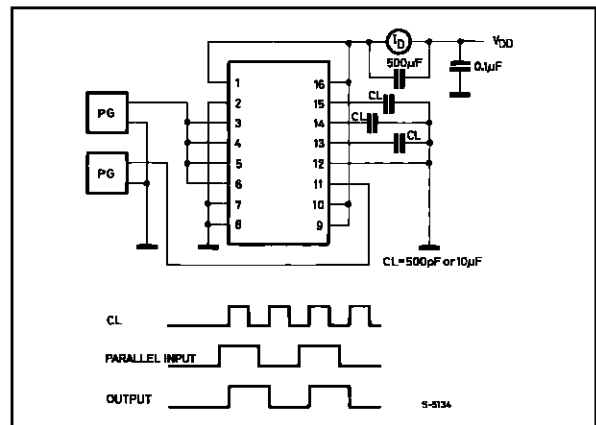 I_D
V_DD
500µF
0.1µF
1
16
CL
2
15
CL
PG
3
14
CL
4
13
5
12
PG
6
11
7
10
8
9
CL=500pF or 10µF
CL
PARALLEL INPUT
OUTPUT
S-5134